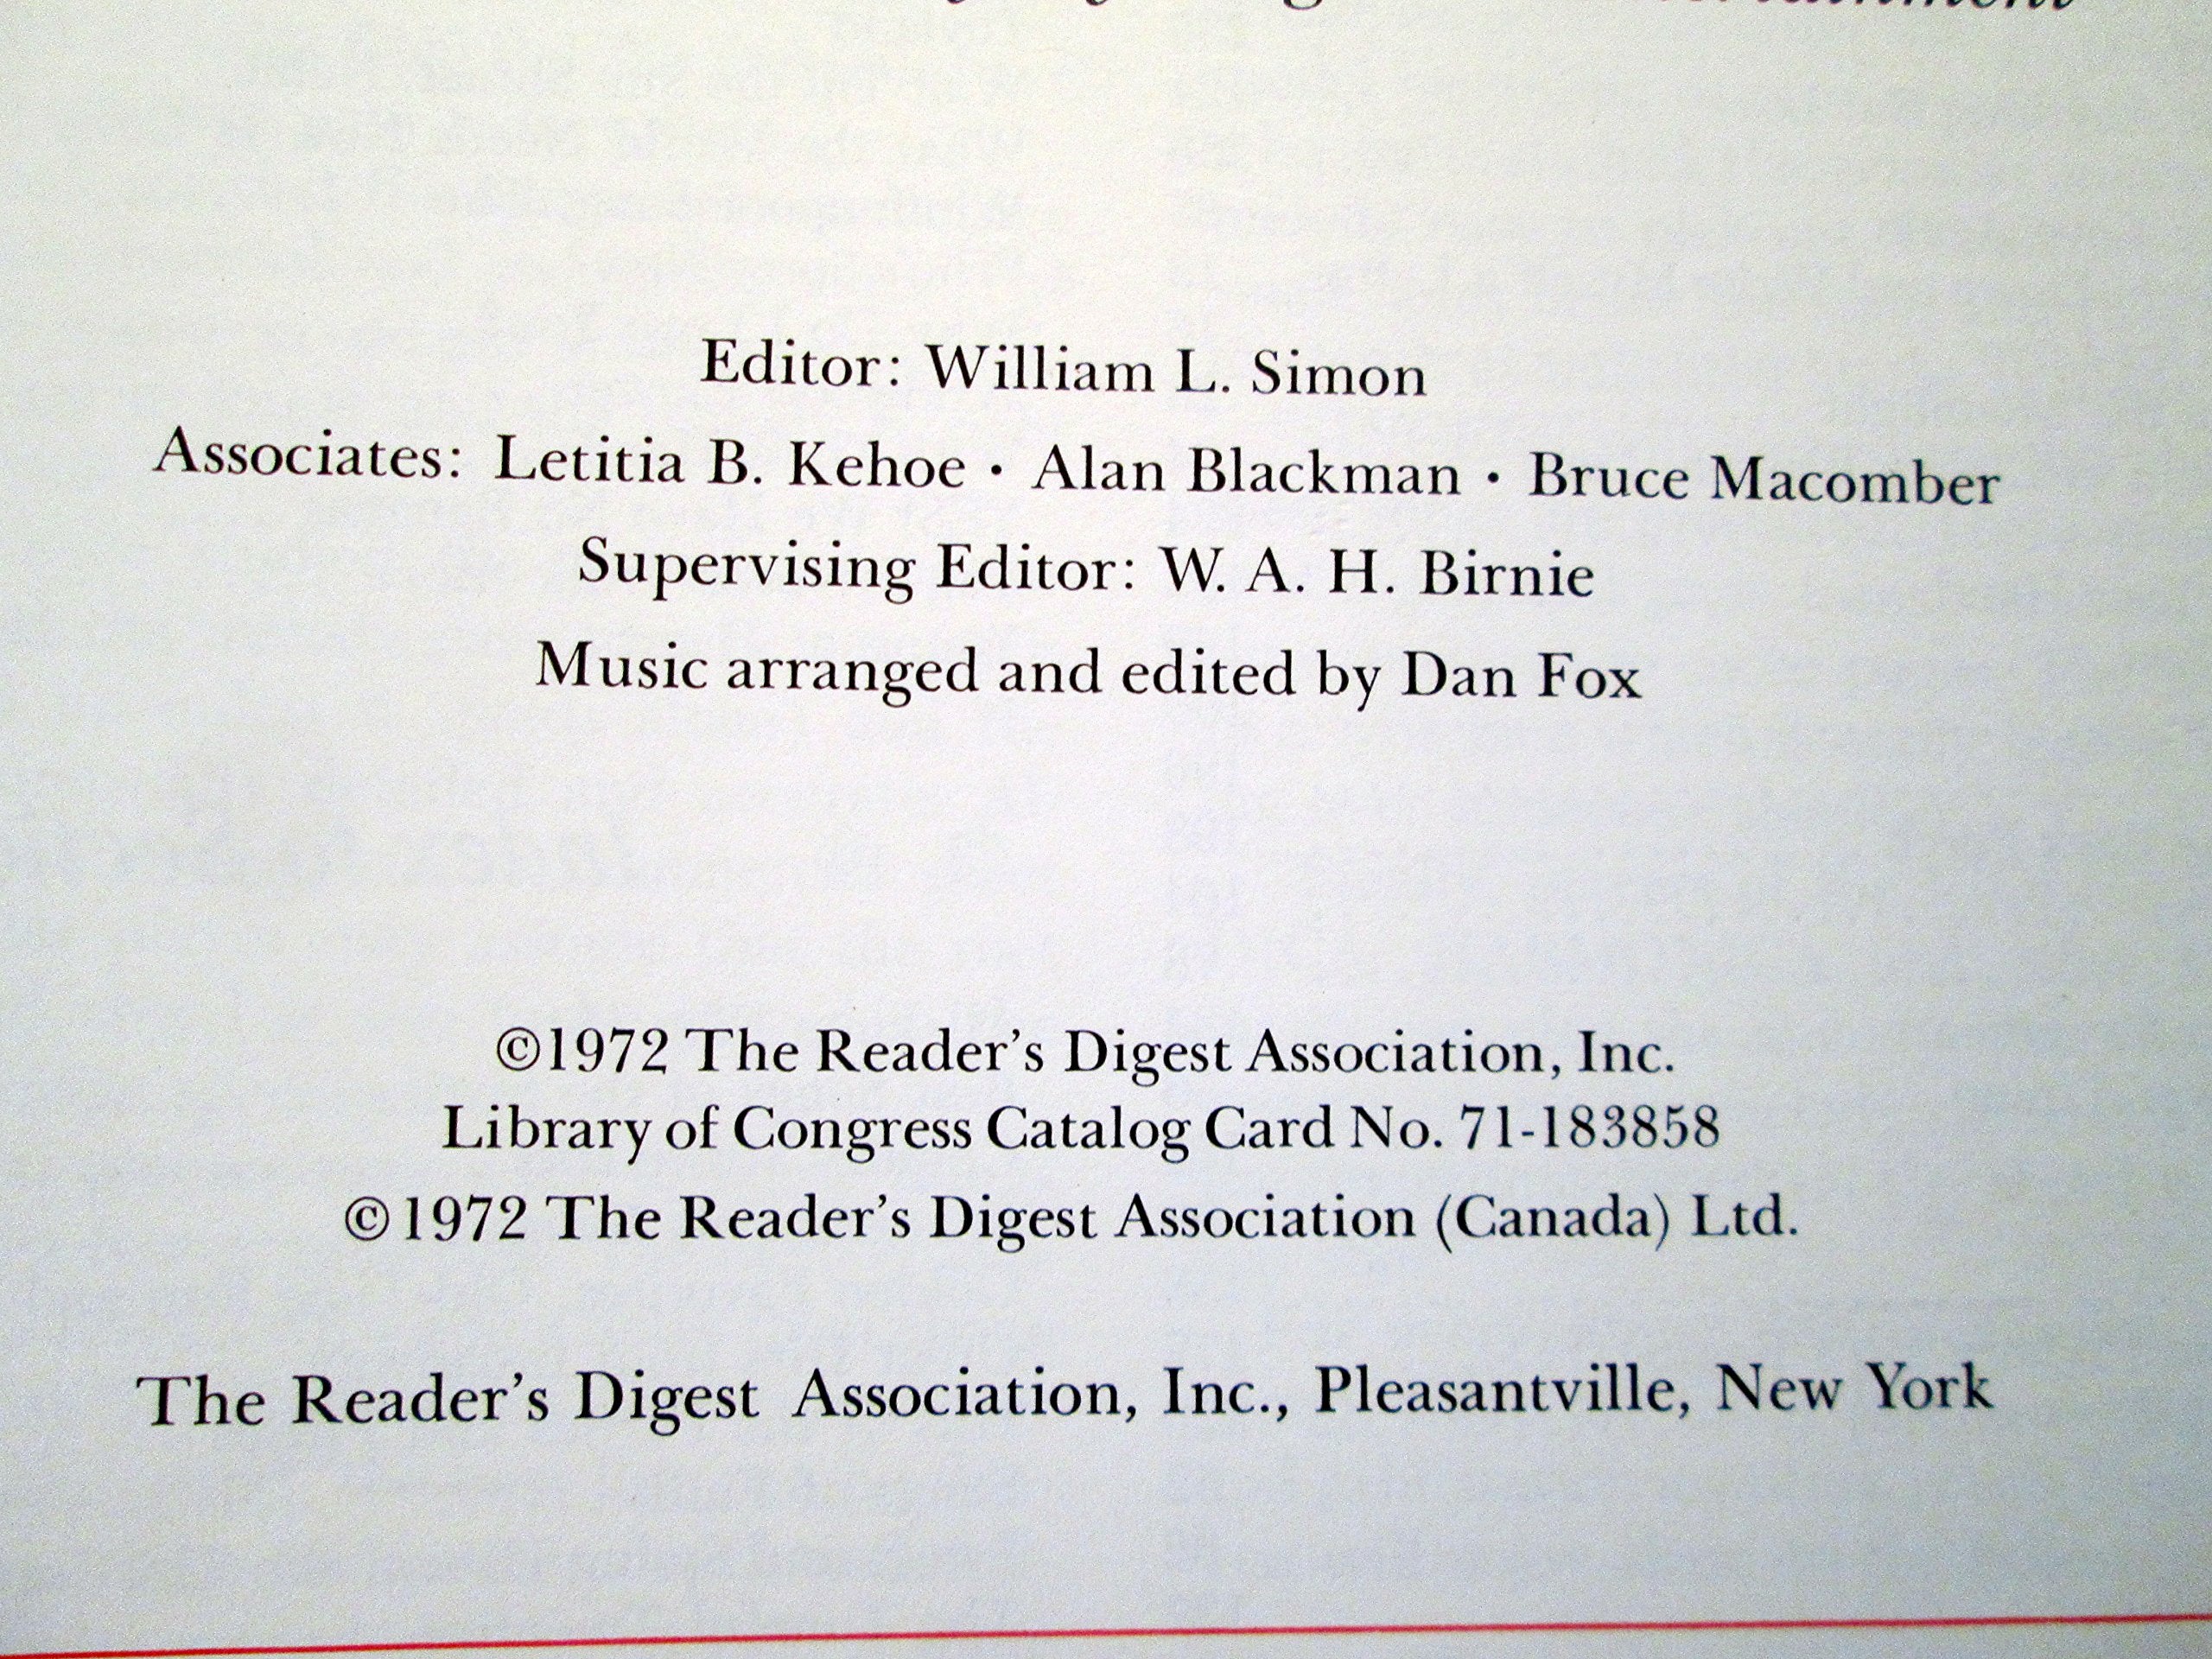 Editor: William L. Simon
Associates: Letitia B. Kehoe · Alan Blackman · Bruce Macomber
Supervising Editor: W. A. H. Birnie
Music arranged and edited by Dan Fox
©1972 The Reader's Digest Association, Inc.
Library of Congress Catalog Card No. 71-183858
©1972 The Reader's Digest Association (Canada) Ltd.
The Reader's Digest Association, Inc., Pleasantville, New York